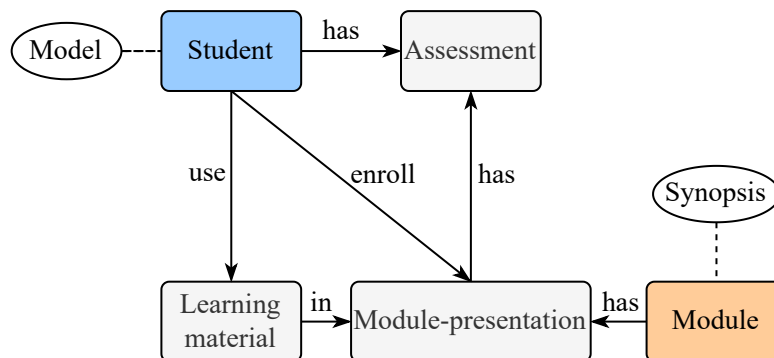 Model
Student
has
Assessment
use
enroll
has
Synopsis
Learning
material
in
Module-presentation
has
Module